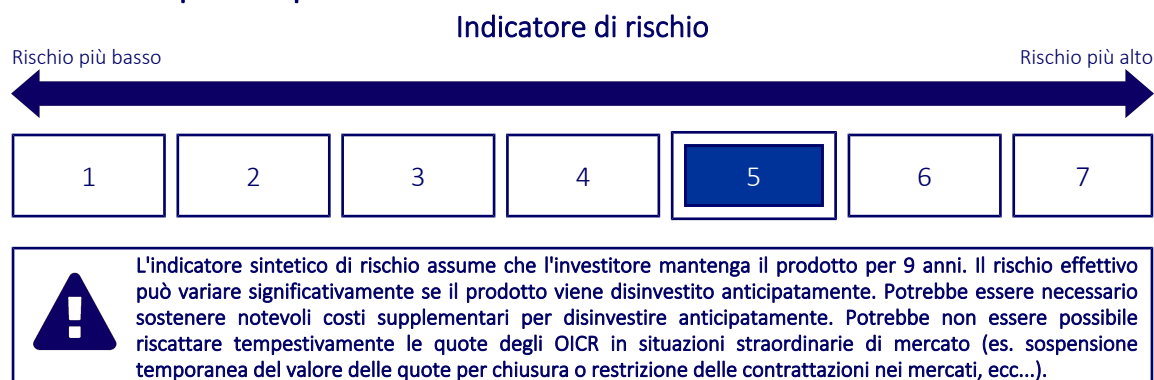 Indicatore di rischio
Rischio più basso
Rischio più alto
1 2 3 4 5 6 7
L'indicatore sintetico di rischio assume che l'investitore mantenga il prodotto per 9 anni. Il rischio effettivo
può variare significativamente se il prodotto viene disinvestito anticipatamente. Potrebbe essere necessario
sostenere notevoli costi supplementari per disinvestire anticipatamente. Potrebbe non essere possibile
riscattare tempestivamente le quote degli OICR in situazioni straordinarie di mercato (es. sospensione
temporanea del valore delle quote per chiusura o restrizione delle contrattazioni nei mercati, ecc...).